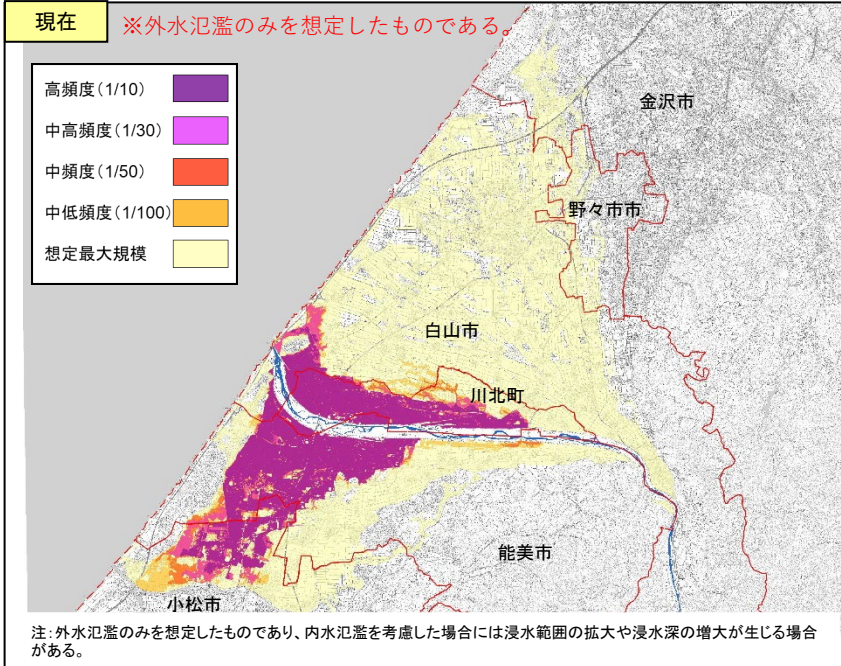 現在
※外水氾濫のみを想定したものである。
高頻度(1/10)
中高頻度(1/30)
中頻度(1/50)
中低頻度(1/100)
想定最大規模
金沢市
野々市市
白山市
川北町
能美市
小松市
注:外水氾濫のみを想定したものであり、内水氾濫を考慮した場合には浸水範囲の拡大や浸水深の増大が生じる場合
がある。